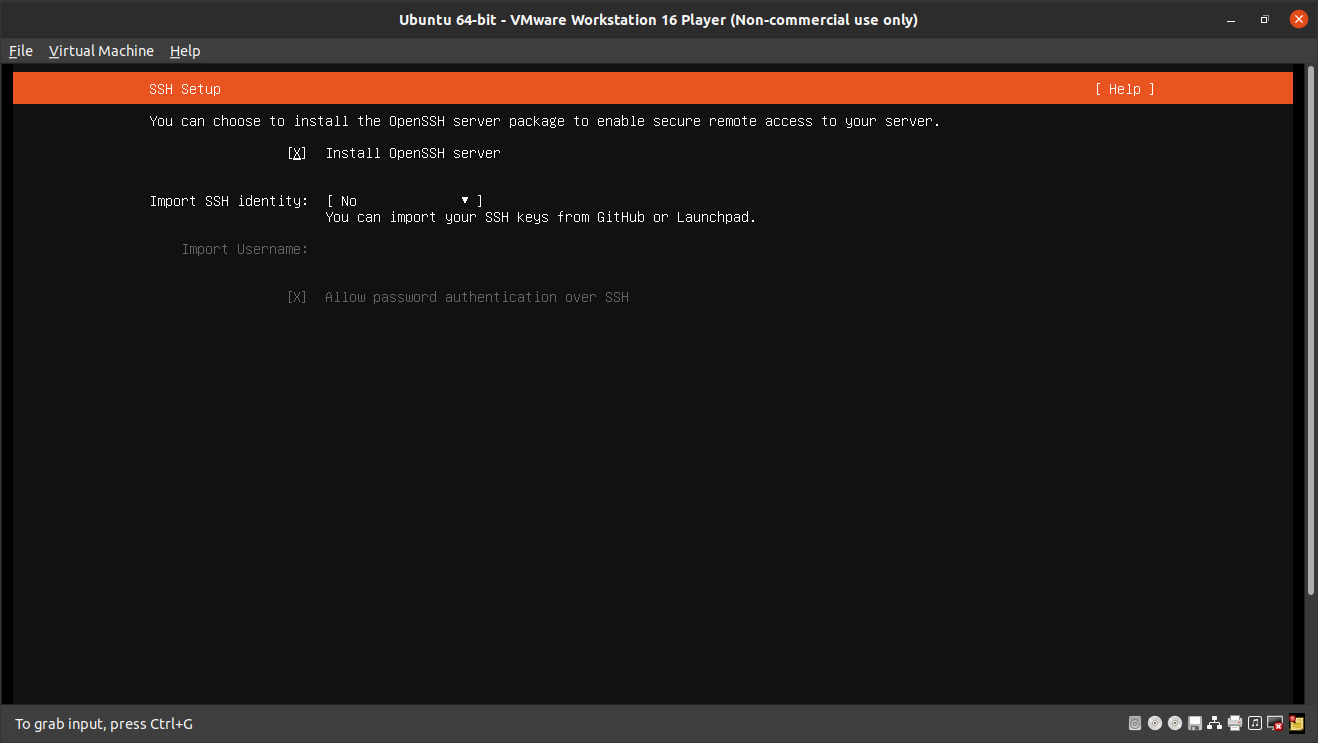 Ubuntu 64-bit - VMware Workstation 16 Player (Non-commercial use only)
File Virtual Machine Help
SSH Setup [ Help ]
You can choose to install the OpenSSH server package to enable secure remote access to your server.
[X] Install OpenSSH server
Import SSH identity: [ No ▾ ]
You can import your SSH keys from GitHub or Launchpad.
Import Username:
[X] Allow password authentication over SSH
To grab input, press Ctrl+G